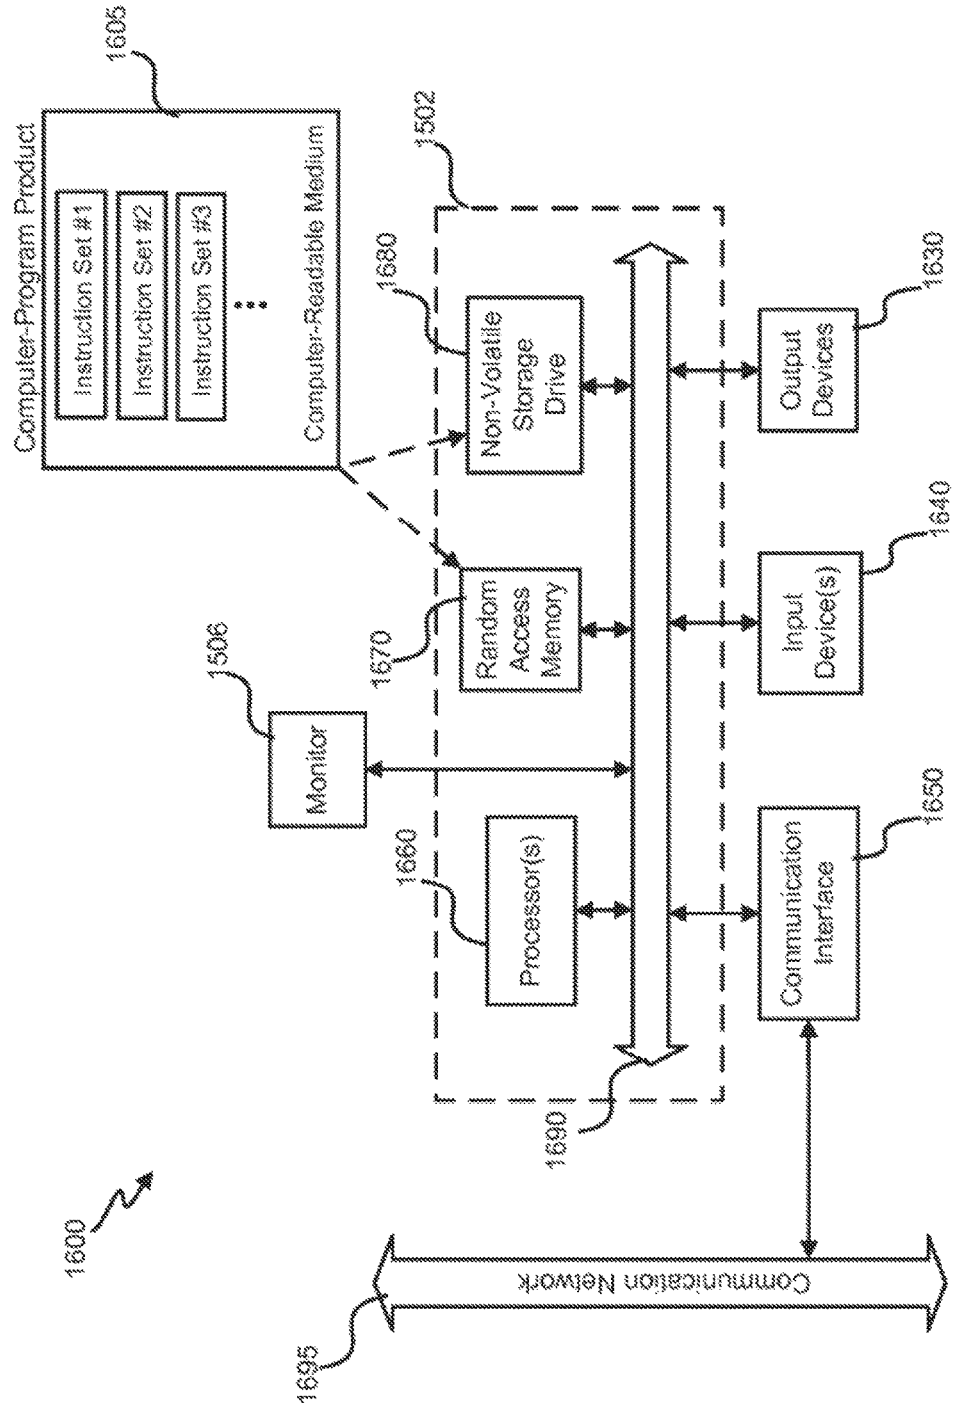 Computer-Program Product
Instruction Set #1
Instruction Set #2
Instruction Set #3
Computer-Readable Medium
1605
1506
Monitor
1502
1660
Processor(s)
1670
Random
Access
Memory
1680
Non-Volatile
Storage
Drive
1690
1600
1695
Communication Network
Communication
Interface
1650
Input
Device(s)
1640
Output
Devices
1630